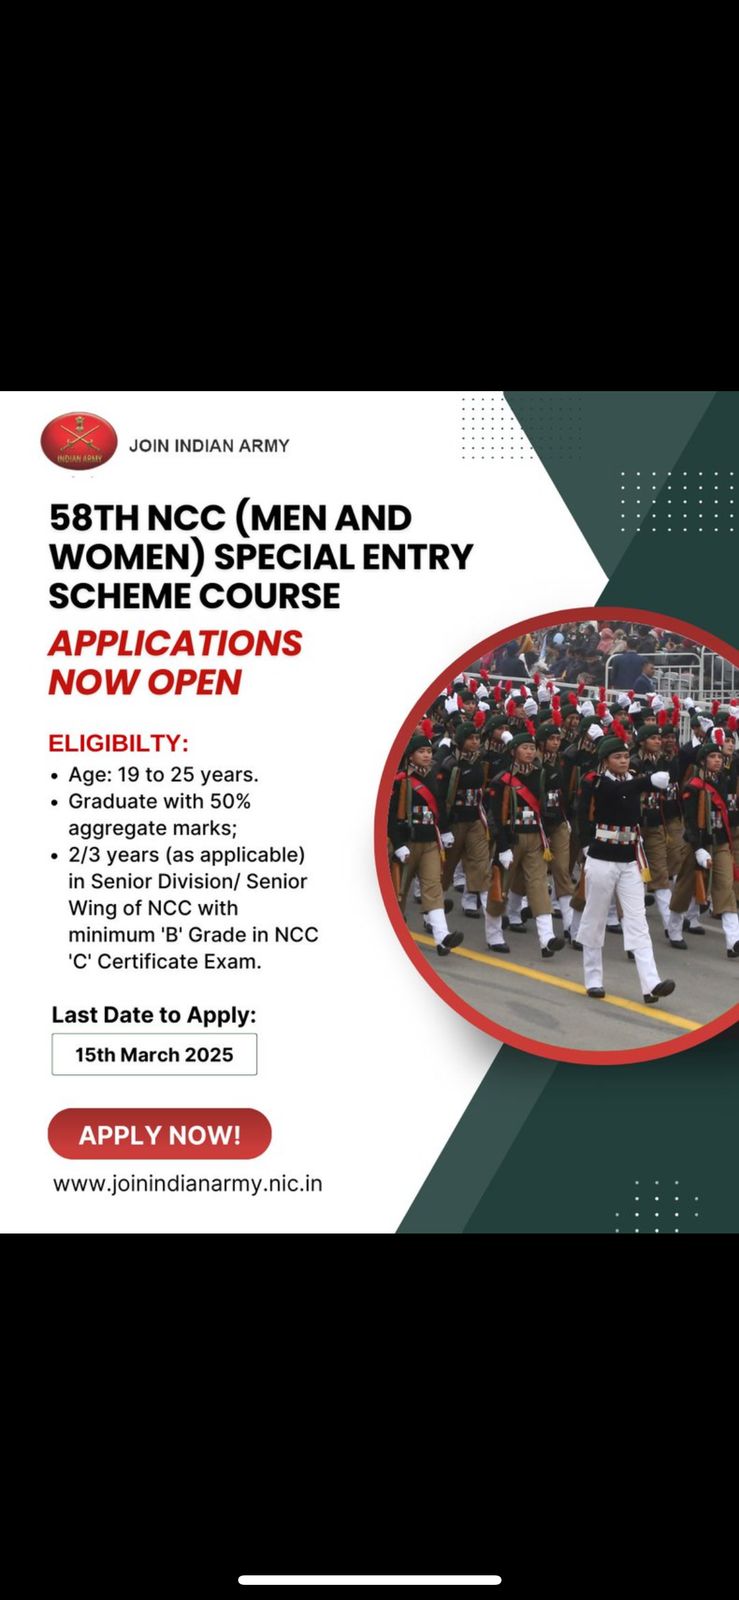 INDIAN ARMY
JOIN INDIAN ARMY
58TH NCC (MEN AND
WOMEN) SPECIAL ENTRY
SCHEME COURSE
APPLICATIONS
NOW OPEN
ELIGIBILTY:
• Age: 19 to 25 years.
• Graduate with 50%
aggregate marks;
• 2/3 years (as applicable)
in Senior Division/ Senior
Wing of NCC with
minimum 'B' Grade in NCC
'C' Certificate Exam.
Last Date to Apply:
15th March 2025
APPLY NOW!
www.joinindianarmy.nic.in